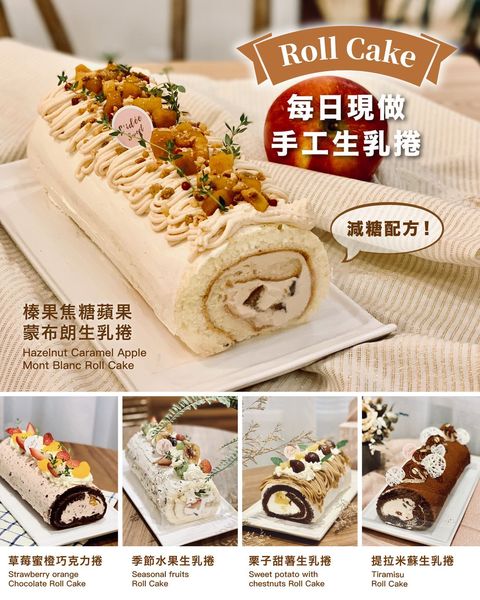 Roll Cake
每日現做
手工生乳捲
減糖配方！
L'idée
Sweet
榛果焦糖蘋果
蒙布朗生乳捲
Hazelnut Caramel Apple
Mont Blanc Roll Cake
草莓蜜橙巧克力捲
Strawberry orange
Chocolate Roll Cake
季節水果生乳捲
Seasonal fruits
Roll Cake
栗子甜薯生乳捲
Sweet potato with
chestnuts Roll Cake
提拉米蘇生乳捲
Tiramisu
Roll Cake